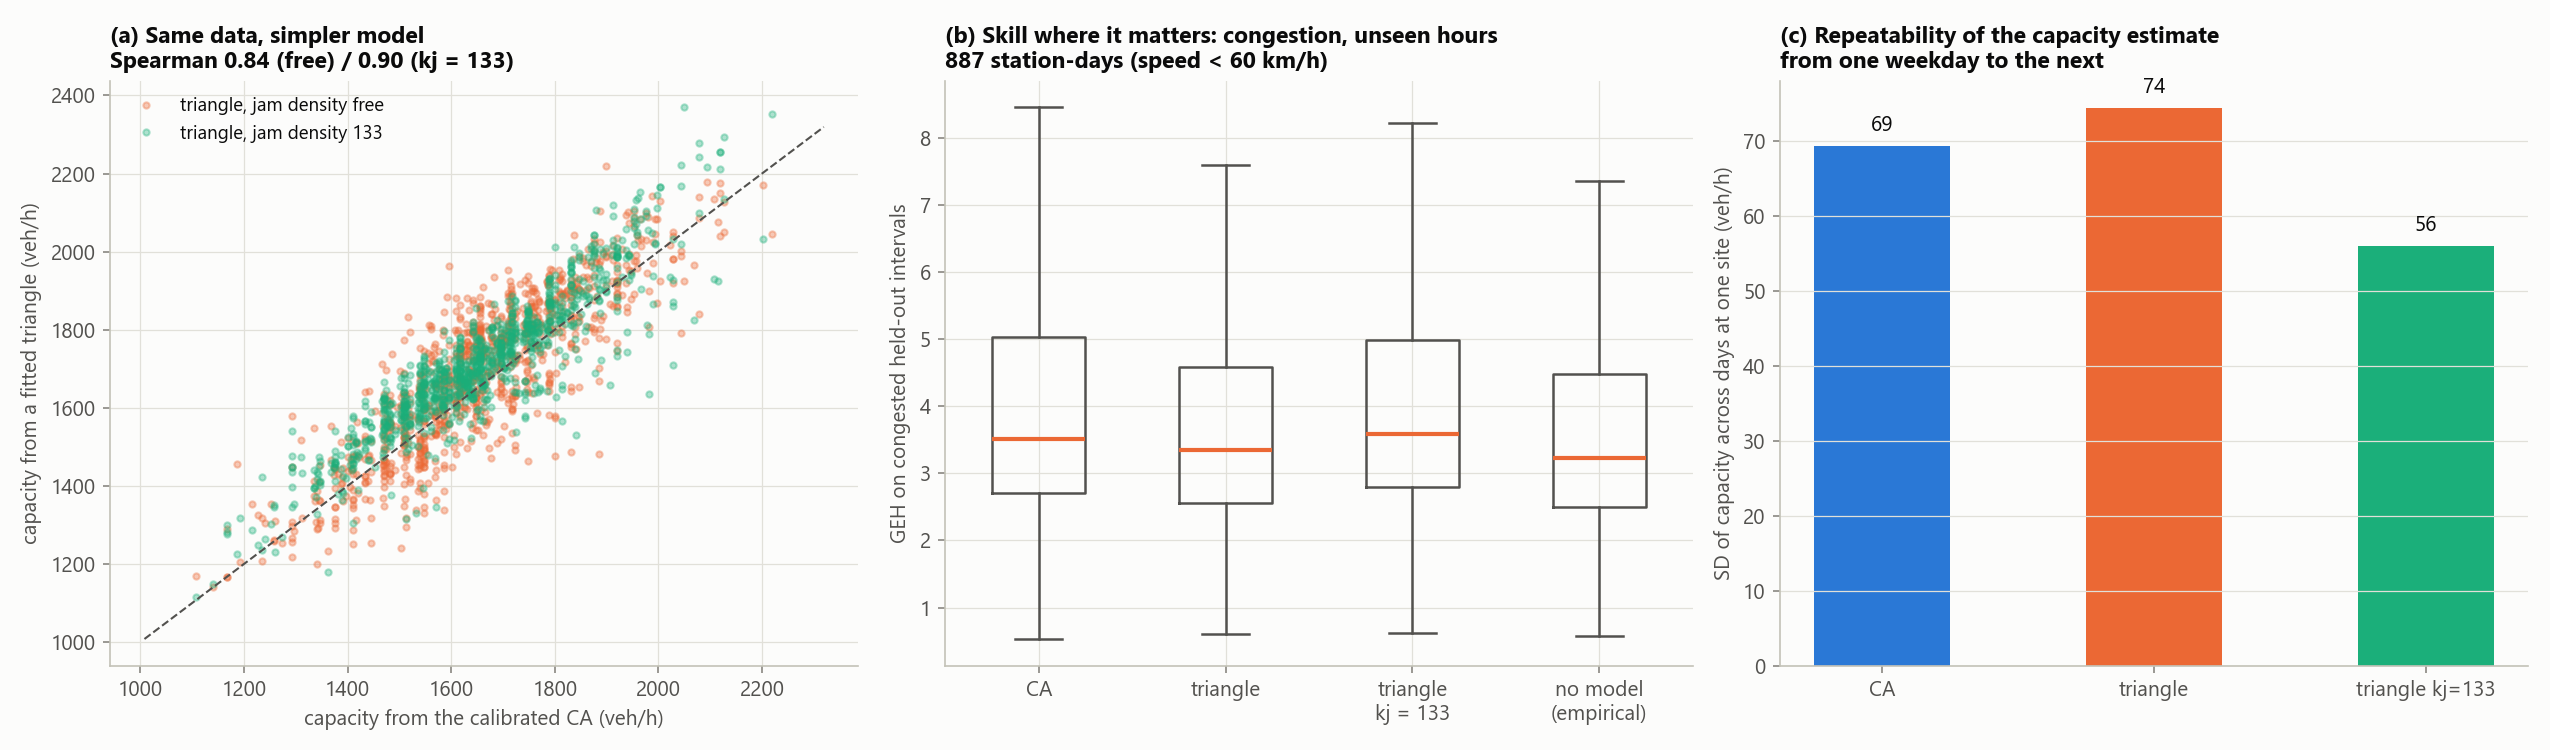 (a) Same data, simpler model
Spearman 0.84 (free) / 0.90 (kj = 133)
triangle, jam density free
triangle, jam density 133
capacity from a fitted triangle (veh/h)
2400
2200
2000
1800
1600
1400
1200
1000
1000 1200 1400 1600 1800 2000 2200
capacity from the calibrated CA (veh/h)
(b) Skill where it matters: congestion, unseen hours
887 station-days (speed < 60 km/h)
GEH on congested held-out intervals
8
7
6
5
4
3
2
1
CA
triangle
triangle
kj = 133
no model
(empirical)
(c) Repeatability of the capacity estimate
from one weekday to the next
SD of capacity across days at one site (veh/h)
70
60
50
40
30
20
10
0
69
74
56
CA
triangle
triangle kj=133